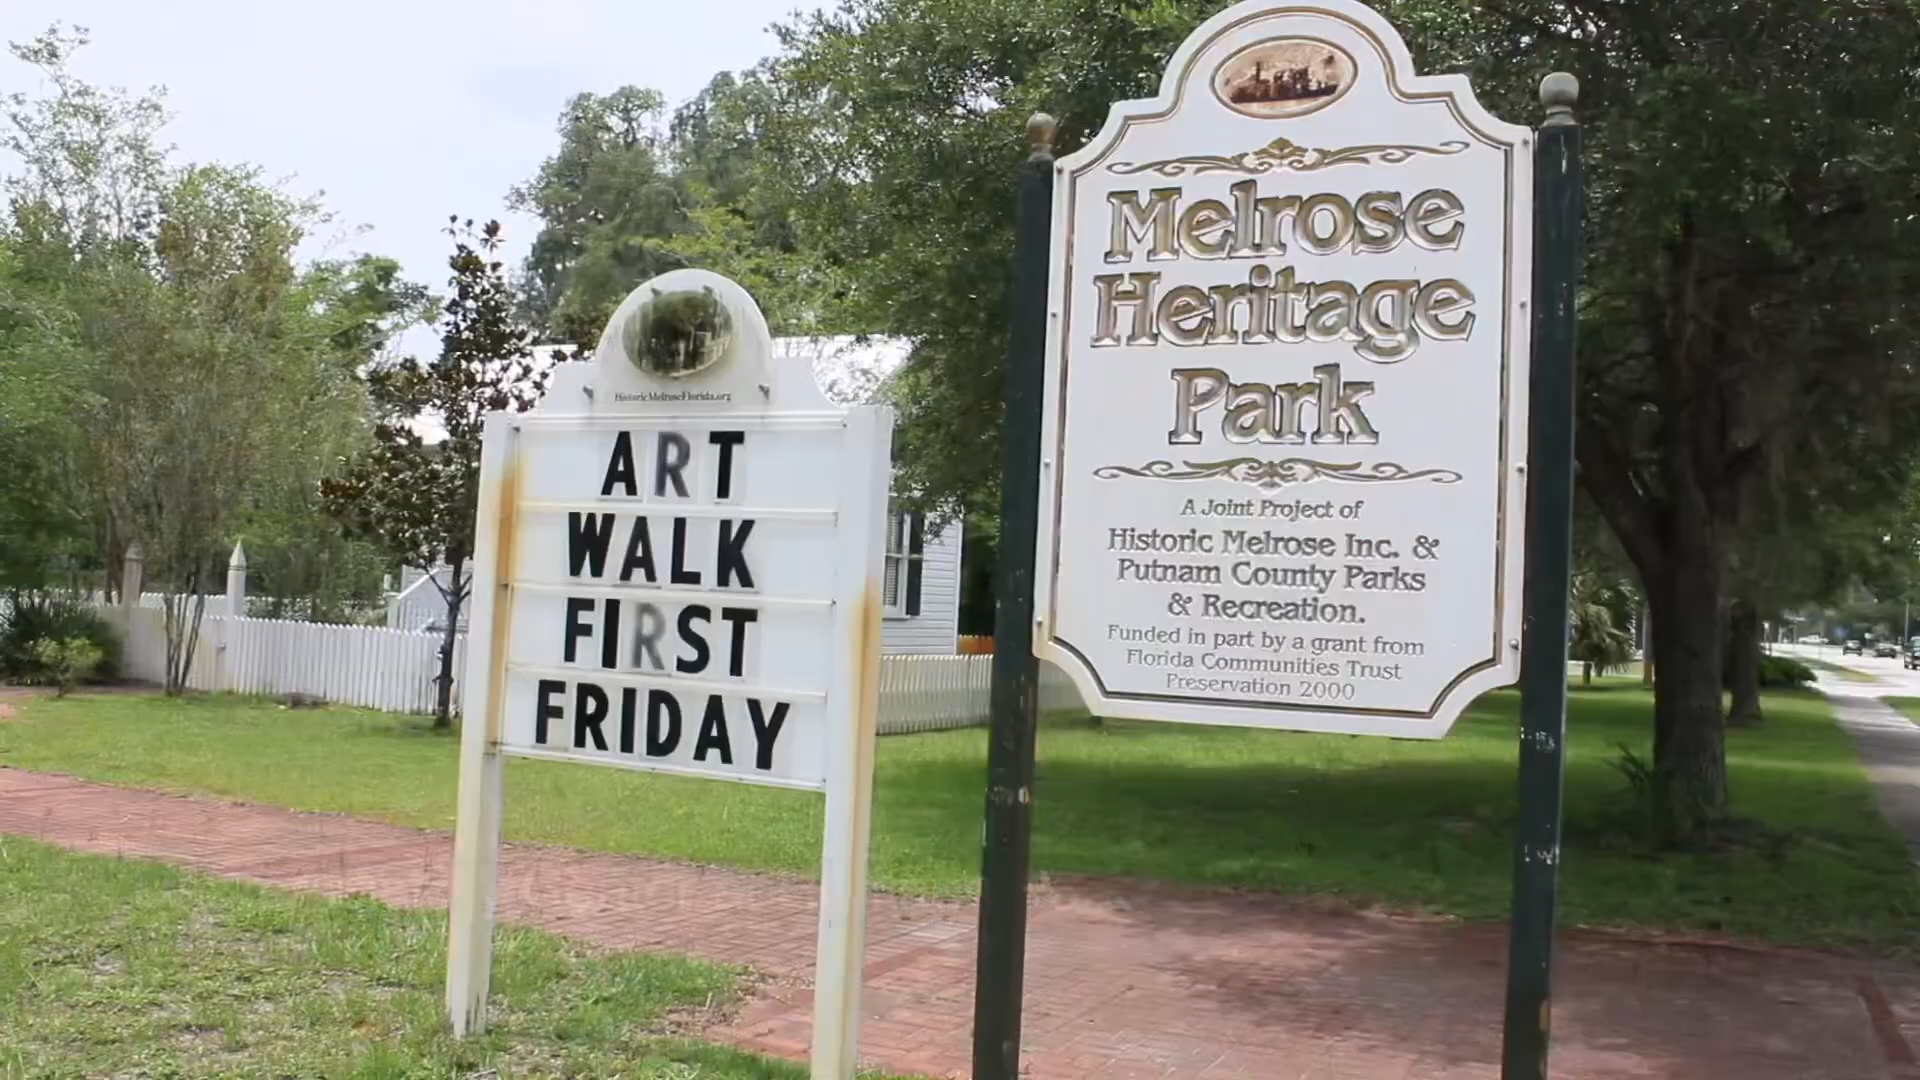 HistoricMelroseFlorida.org
ART
WALK
FIRST
FRIDAY
Melrose
Heritage
Park
A Joint Project of
Historic Melrose Inc. &
Putnam County Parks
& Recreation.
Funded in part by a grant from
Florida Communities Trust
Preservation 2000